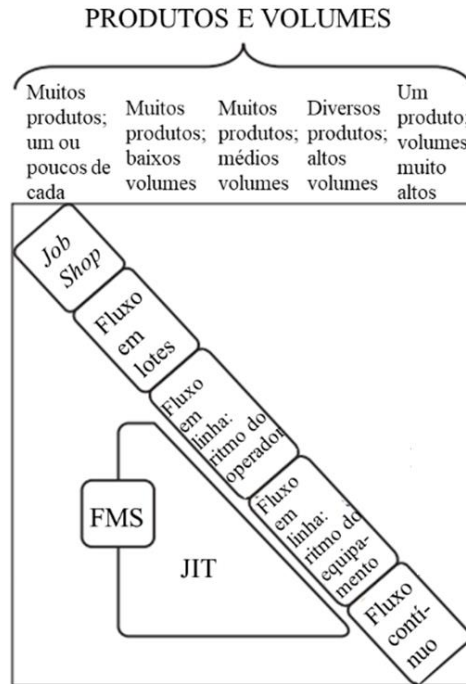 PRODUTOS E VOLUMES
Muitos
produtos;
um ou
poucos de
cada
Muitos
produtos;
baixos
volumes
Muitos
produtos;
médios
volumes
Diversos
produtos;
altos
volumes
Um
produto;
volumes
muito
altos
Job
Shop
Fluxo
em
lotes
Fluxo
em
linha:
ritmo do
operador
Fluxo
em
linha:
ritmo do
equipa-
mento
Fluxo
contí-
nuo
FMS
JIT